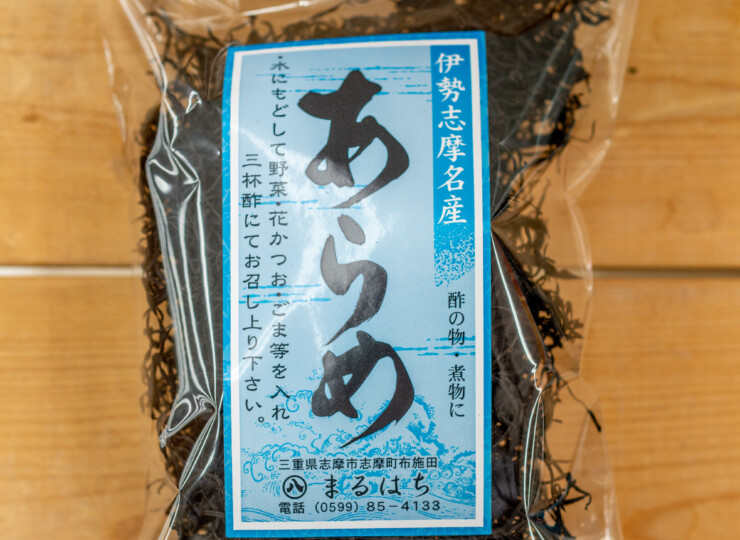 伊勢志摩名産
酢の物・煮物に
あらめ
・水にもどして野菜・花かつお・ごま等を入れ
三杯酢にてお召し上り下さい。
三重県志摩市志摩町布施田
八 まるはち
電話 (0599) 85-4133